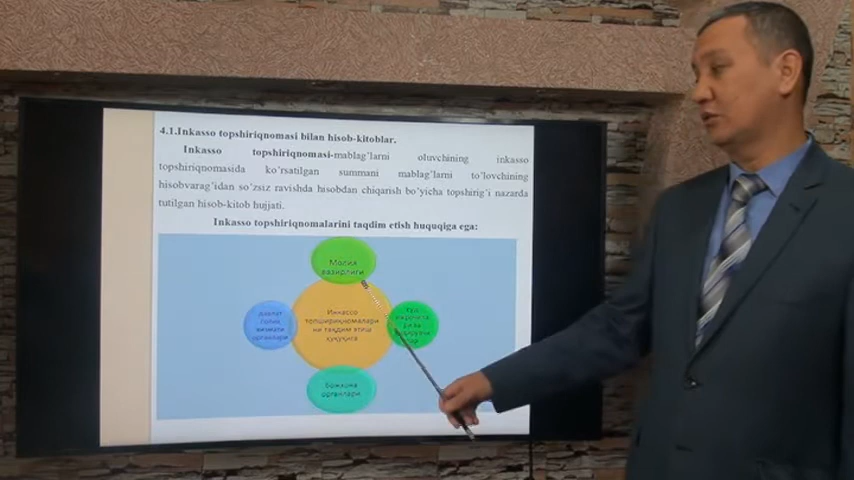 4.1.Inkasso topshiriqnomasi bilan hisob-kitoblar.
Inkasso topshiriqnomasi-mablag'larni oluvchining inkasso
topshiriqnomasida ko'rsatilgan summani mablag'larni to'lovchining
hisobvarag'idan so'zsiz ravishda hisobdan chiqarish bo'yicha topshirig'i nazarda
tutilgan hisob-kitob hujjati.
Inkasso topshiriqnomalarini taqdim etish huquqiga ega:
Молия
вазирлиги
Давлат
солиқ
хизмати
органлари
Инкассо
топшириқномалари
ни тақдим этиш
ҳуқуқига
Божхона
органлари